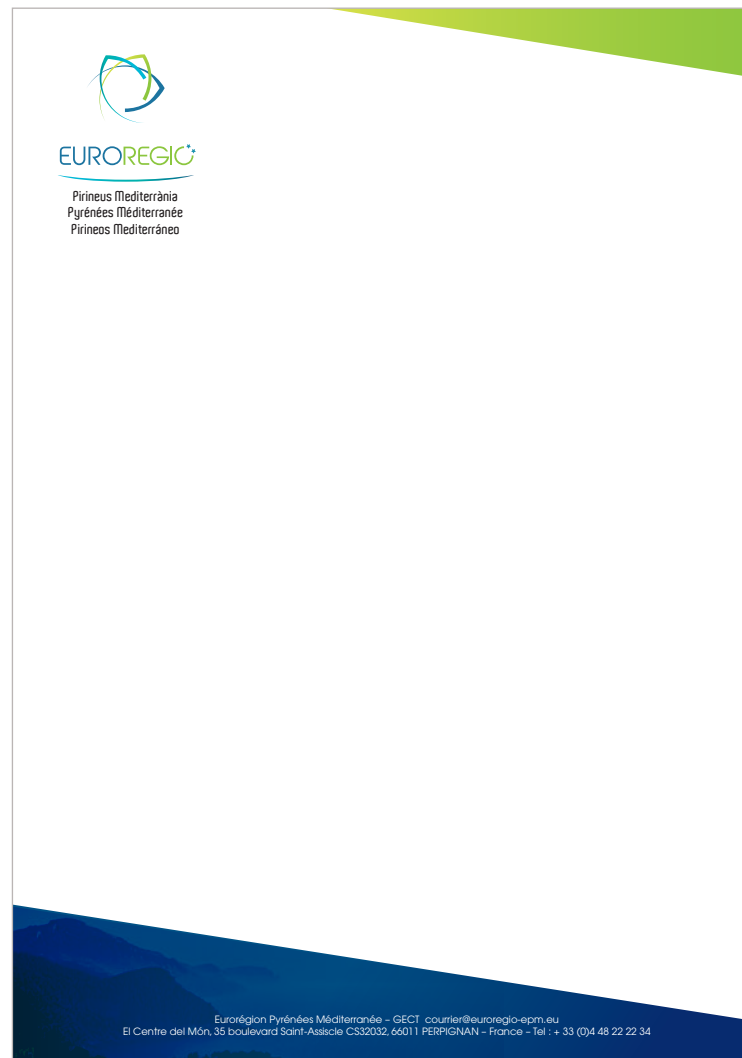 EUROREGIO
Pirineus Mediterrània
Pyrénées Méditerranée
Pirineos Mediterráneo
Eurorégion Pyrénées Méditerranée – GECT courrier@euroregio-epm.eu
El Centre del Món, 35 boulevard Saint-Assiscle CS32032, 66011 PERPIGNAN – France – Tel : + 33 (0)4 48 22 22 34